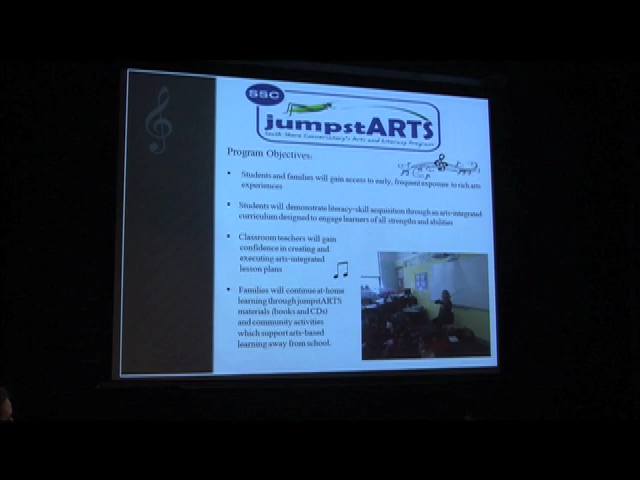 SSC
jumpstARTS
South Shore Conservatory's Arts and Literacy Program
Program Objectives:
Students and families will gain access to early, frequent exposure to rich arts
experiences
Students will demonstrate literacy-skill acquisition through an arts-integrated
curriculum designed to engage learners of all strengths and abilities
Classroom teachers will gain
confidence in creating and
executing arts-integrated
lesson plans
Families will continue at-home
learning through jumpstARTS
materials (books and CDs)
and community activities
which support arts-based
learning away from school.